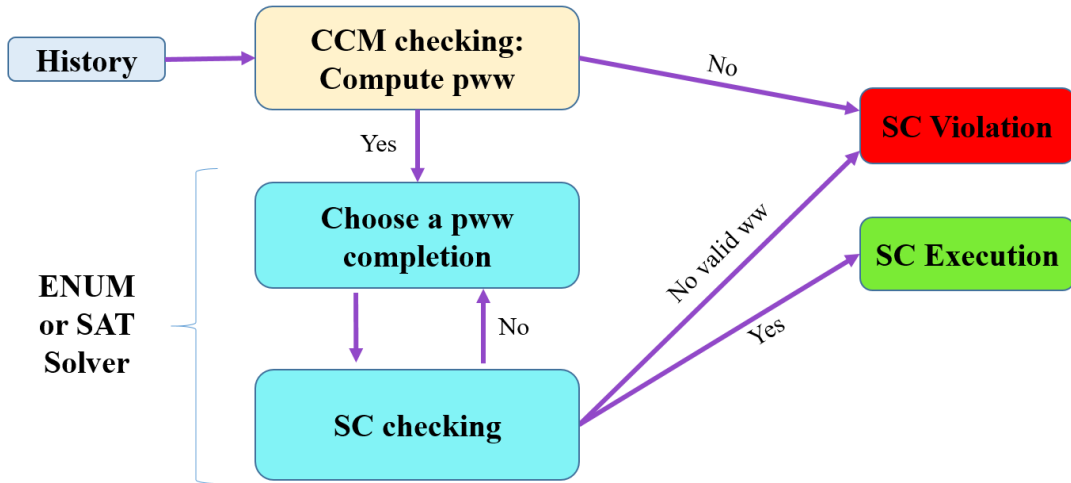 History
CCM checking:
Compute pww
No
SC Violation
Yes
Choose a pww
completion
No valid ww
SC Execution
ENUM
or SAT
Solver
No
Yes
SC checking